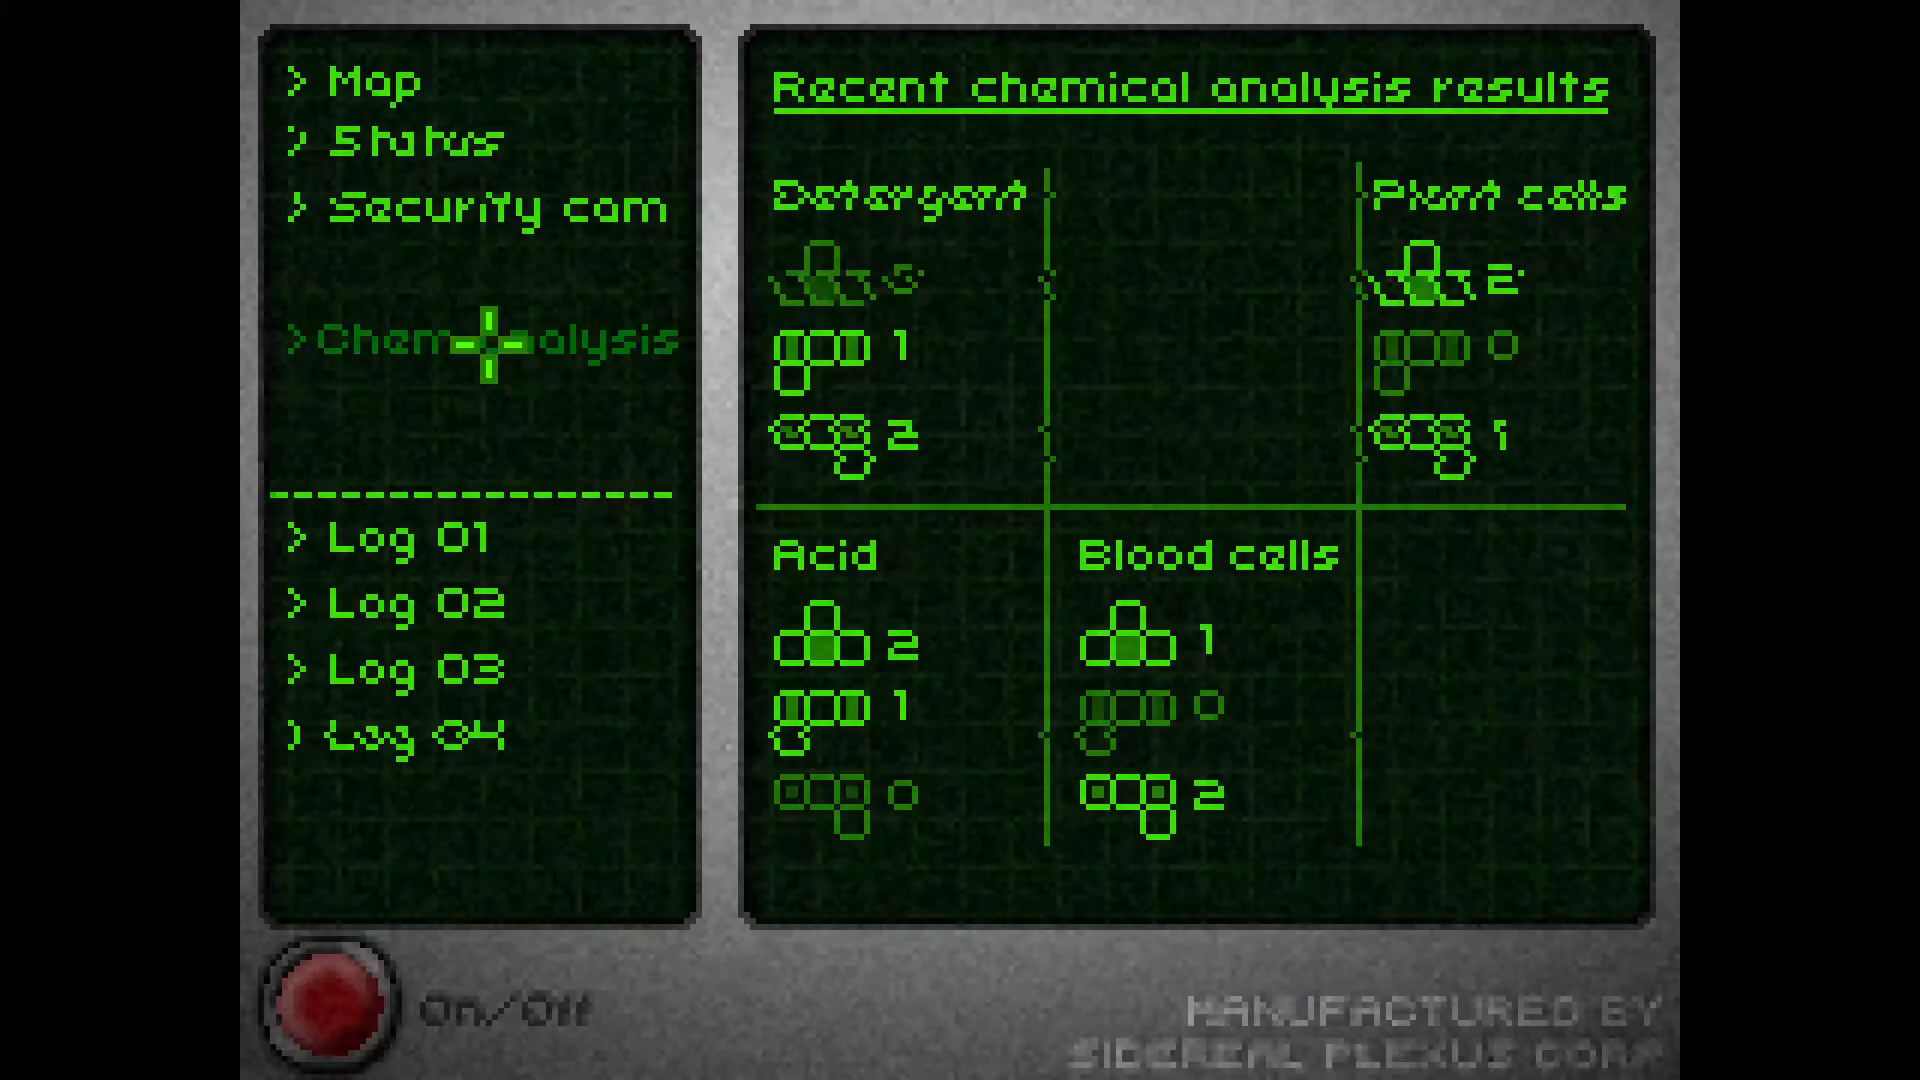 > Map
> Status
> Security cam
> Chem analysis
> Log 01
> Log 02
> Log 03
> Log 04
Recent chemical analysis results
Detergent
0
1
2
Plant cells
2
0
1
Acid
2
1
0
Blood cells
1
0
2
On/Off
MANUFACTURED BY
SIDEREAL PLEXUS CORP